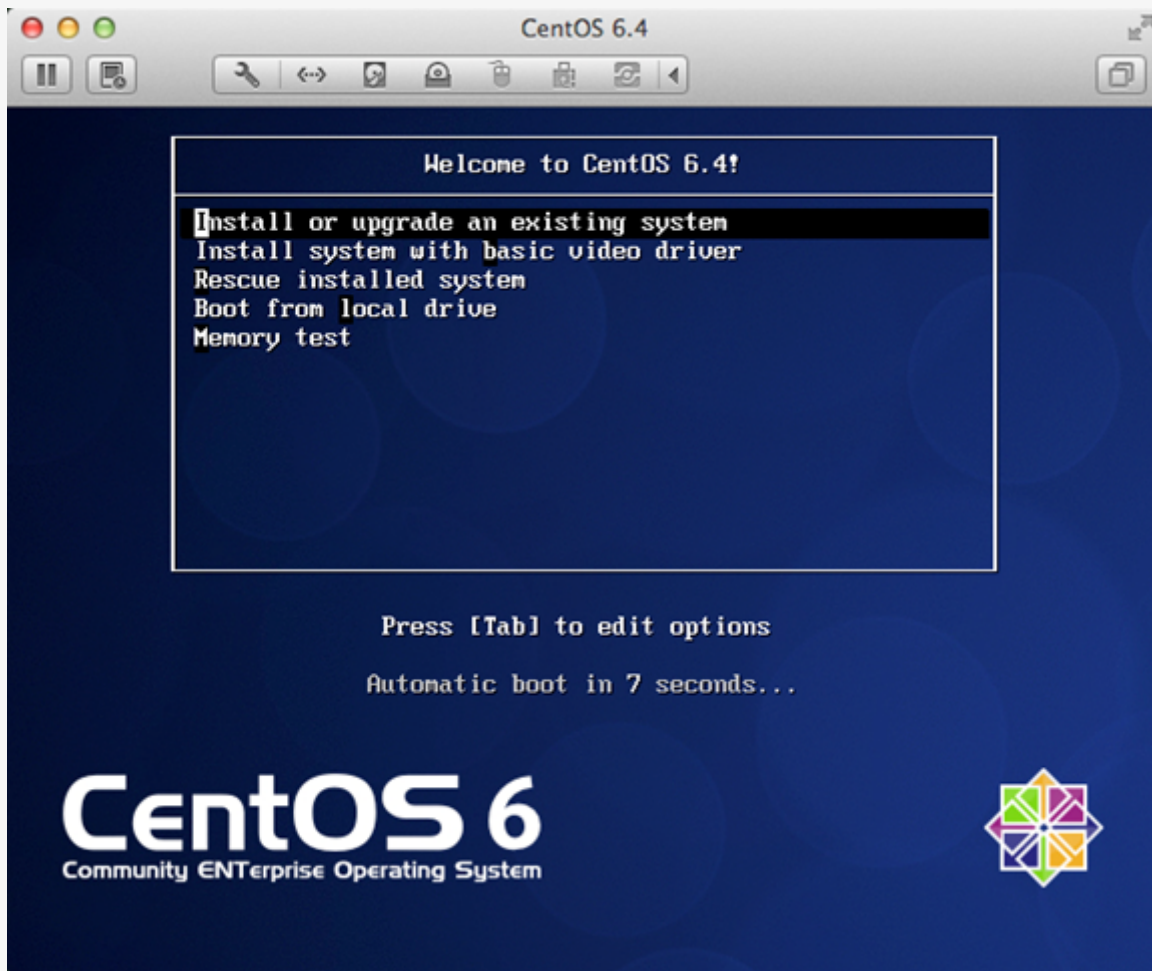 CentOS 6.4
Welcome to CentOS 6.4!
Install or upgrade an existing system
Install system with basic video driver
Rescue installed system
Boot from local drive
Memory test
Press [Tab] to edit options
Automatic boot in 7 seconds...
CentOS 6
Community ENTerprise Operating System